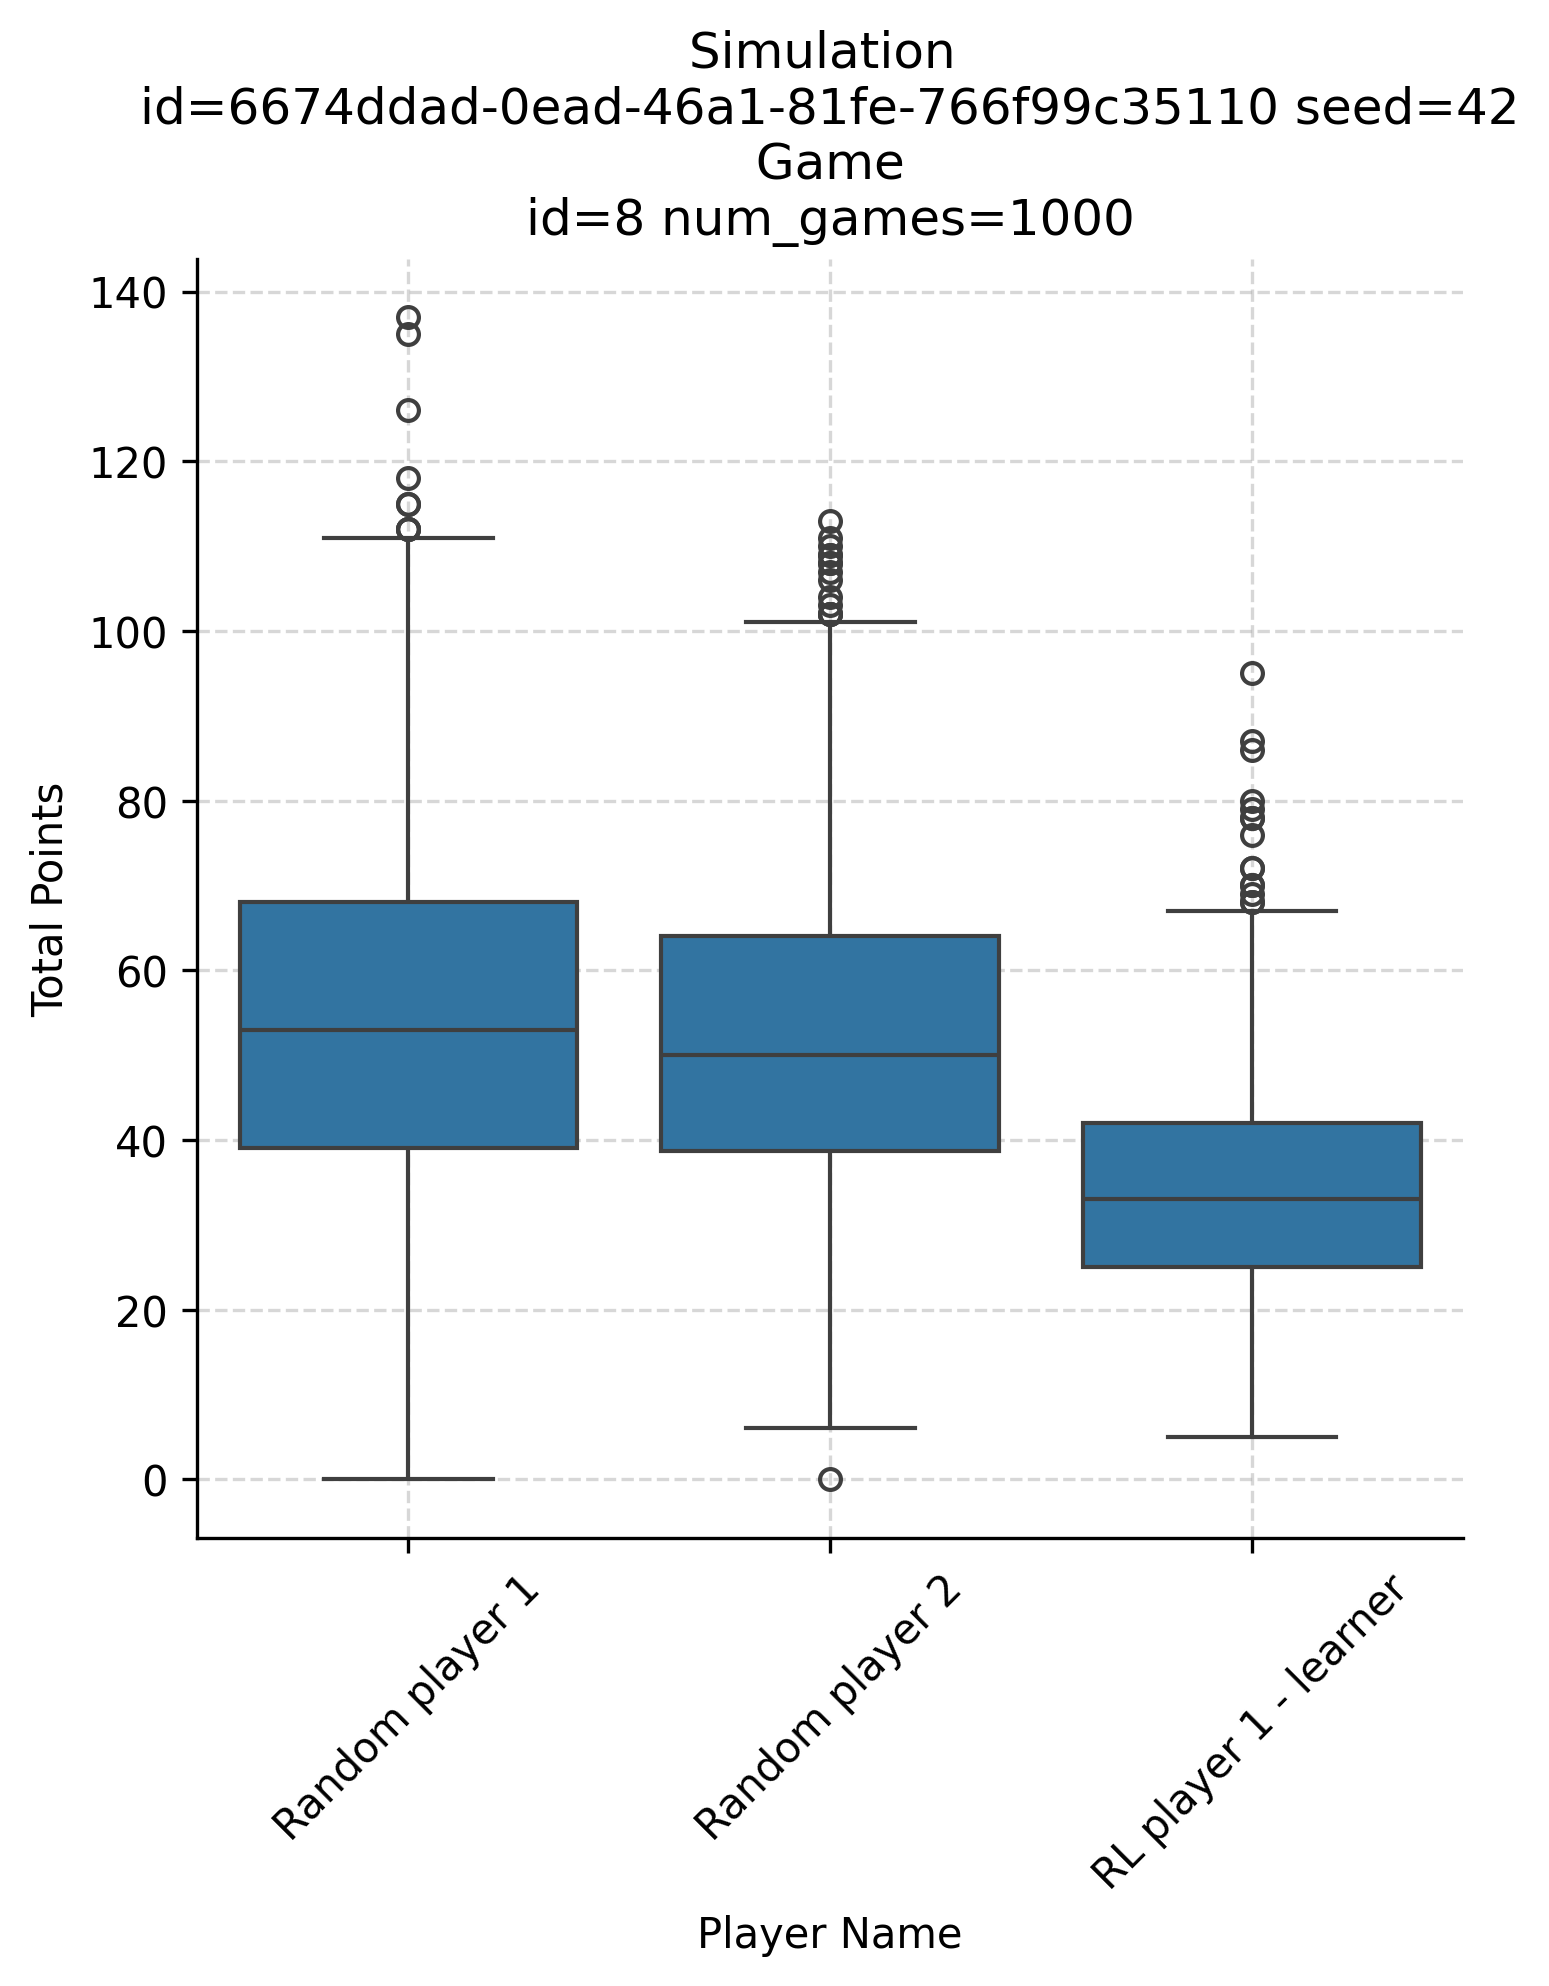 Simulation
id=6674ddad-0ead-46a1-81fe-766f99c35110 seed=42
Game
id=8 num_games=1000
140
120
100
80
60
40
20
0
Total Points
Random player 1
Random player 2
RL player 1 - learner
Player Name